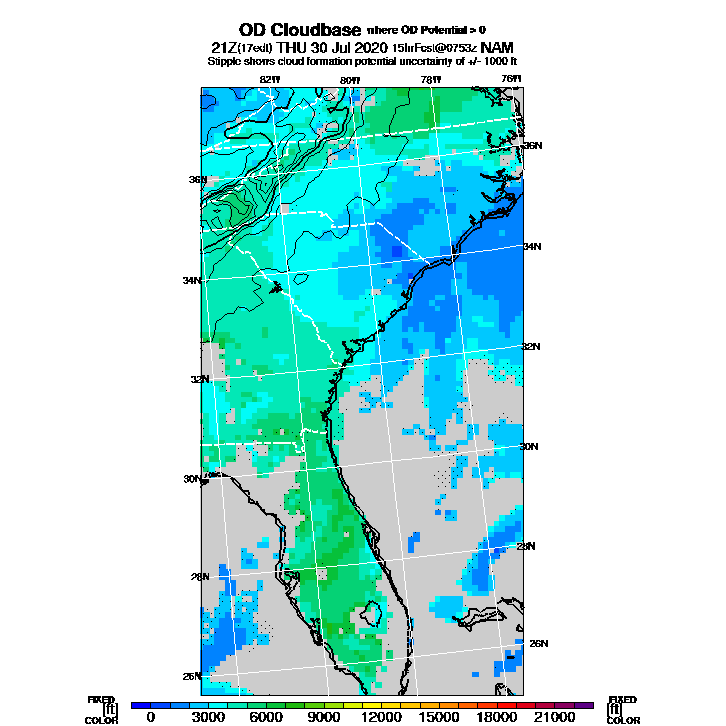 OD Cloudbase where OD Potential > 0
21Z(17edt) THU 30 Jul 2020 15hrFcst@0753z NAM
Stipple shows cloud formation potential uncertainty of +/- 1000 ft
82W 80W 78W 76W
36N 36N
34N 34N
32N 32N
30N 30N
28N 28N
26N 26N
FIXED FIXED
[ft] [ft]
COLOR COLOR
0 3000 6000 9000 12000 15000 18000 21000